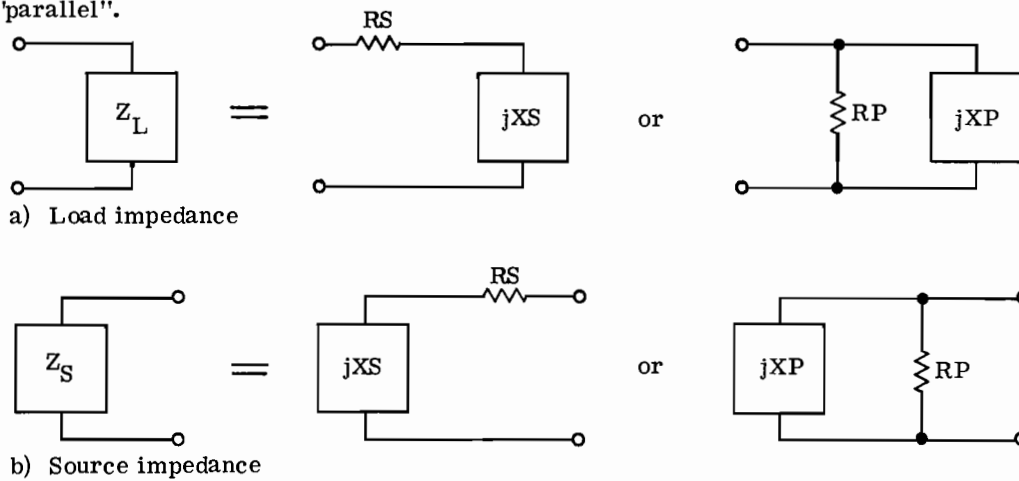 'parallel".
RS
Z_L
=
jXS
or
RP
jXP
a) Load impedance
RS
Z_S
=
jXS
or
jXP
RP
b) Source impedance